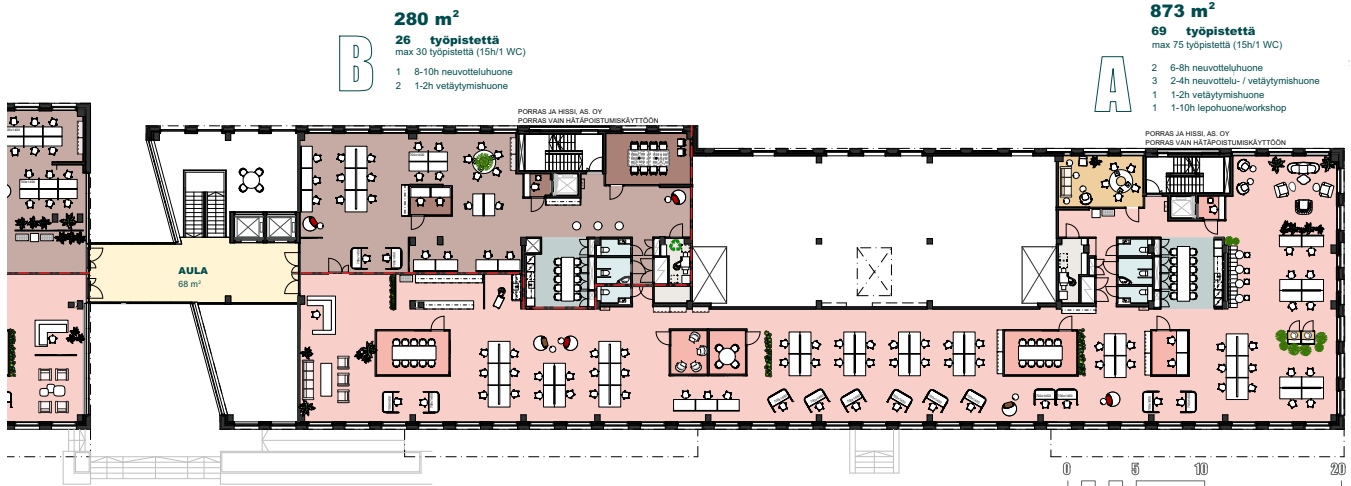 B
280 m²
26 työpistettä
max 30 työpistettä (15h/1 WC)
1 8-10h neuvotteluhuone
2 1-2h vetäytymishuone
A
873 m²
69 työpistettä
max 75 työpistettä (15h/1 WC)
2 6-8h neuvotteluhuone
3 2-4h neuvottelu- / vetäytymishuone
1 1-2h vetäytymishuone
1 1-10h lepohuone/workshop
PORRAS JA HISSI, AS. OY
PORRAS VAIN HÄTÄPOISTUMISKÄYTTÖÖN
PORRAS JA HISSI, AS. OY
PORRAS VAIN HÄTÄPOISTUMISKÄYTTÖÖN
AULA
68 m²
0 5 10 20